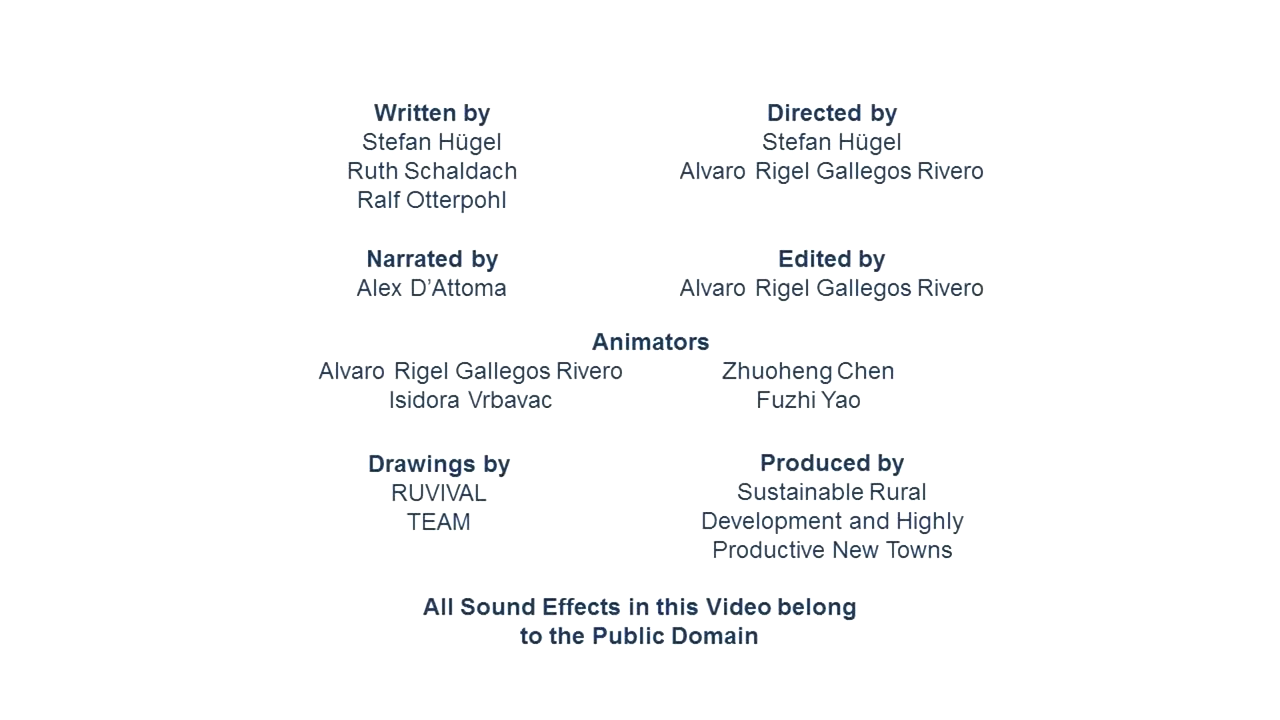 Written by
Stefan Hügel
Ruth Schaldach
Ralf Otterpohl
Directed by
Stefan Hügel
Alvaro Rigel Gallegos Rivero
Narrated by
Alex D’Attoma
Edited by
Alvaro Rigel Gallegos Rivero
Animators
Alvaro Rigel Gallegos Rivero
Isidora Vrbavac
Zhuoheng Chen
Fuzhi Yao
Drawings by
RUVIVAL
TEAM
Produced by
Sustainable Rural
Development and Highly
Productive New Towns
All Sound Effects in this Video belong
to the Public Domain